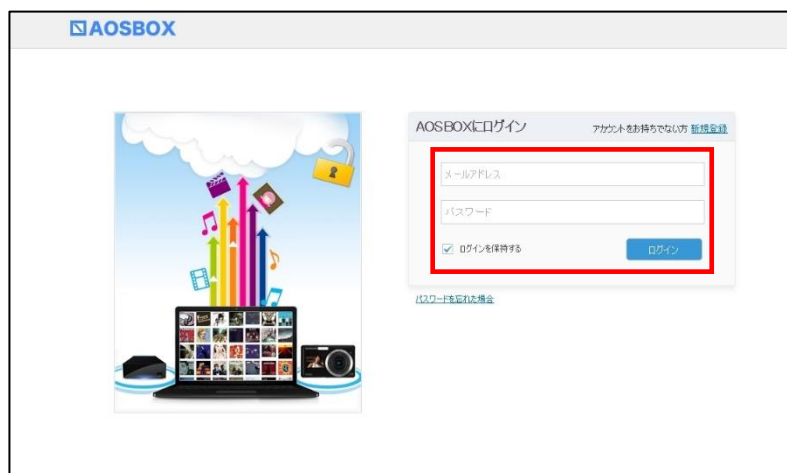 AOSBOX
AOSBOXにログイン
アカウントをお持ちでない方 新規登録
メールアドレス
パスワード
ログインを保持する
ログイン
パスワードを忘れた場合